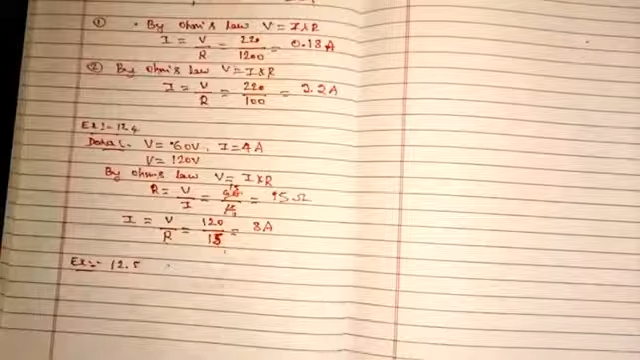 ① . By Ohm's Law V = I×R
I = V/R = 220/1200 = 0.18 A
② By Ohm's Law V = I×R
I = V/R = 220/100 = 2.2 A
Ex:- 12.4
Data:- V = 60V, I = 4A
V = 120V
By Ohm's Law V = I×R
R = V/I = 60/4 = 15 Ω
I = V/R = 120/15 = 8A
Ex:- 12.5